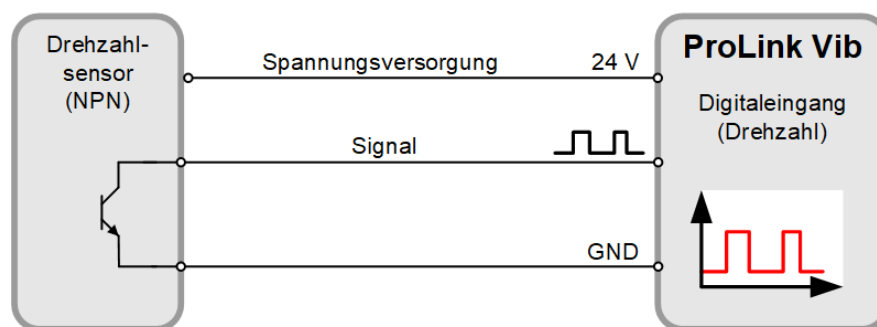 Drehzahl-
sensor
(NPN)
Spannungsversorgung
24 V
Signal
GND
ProLink Vib
Digitaleingang
(Drehzahl)